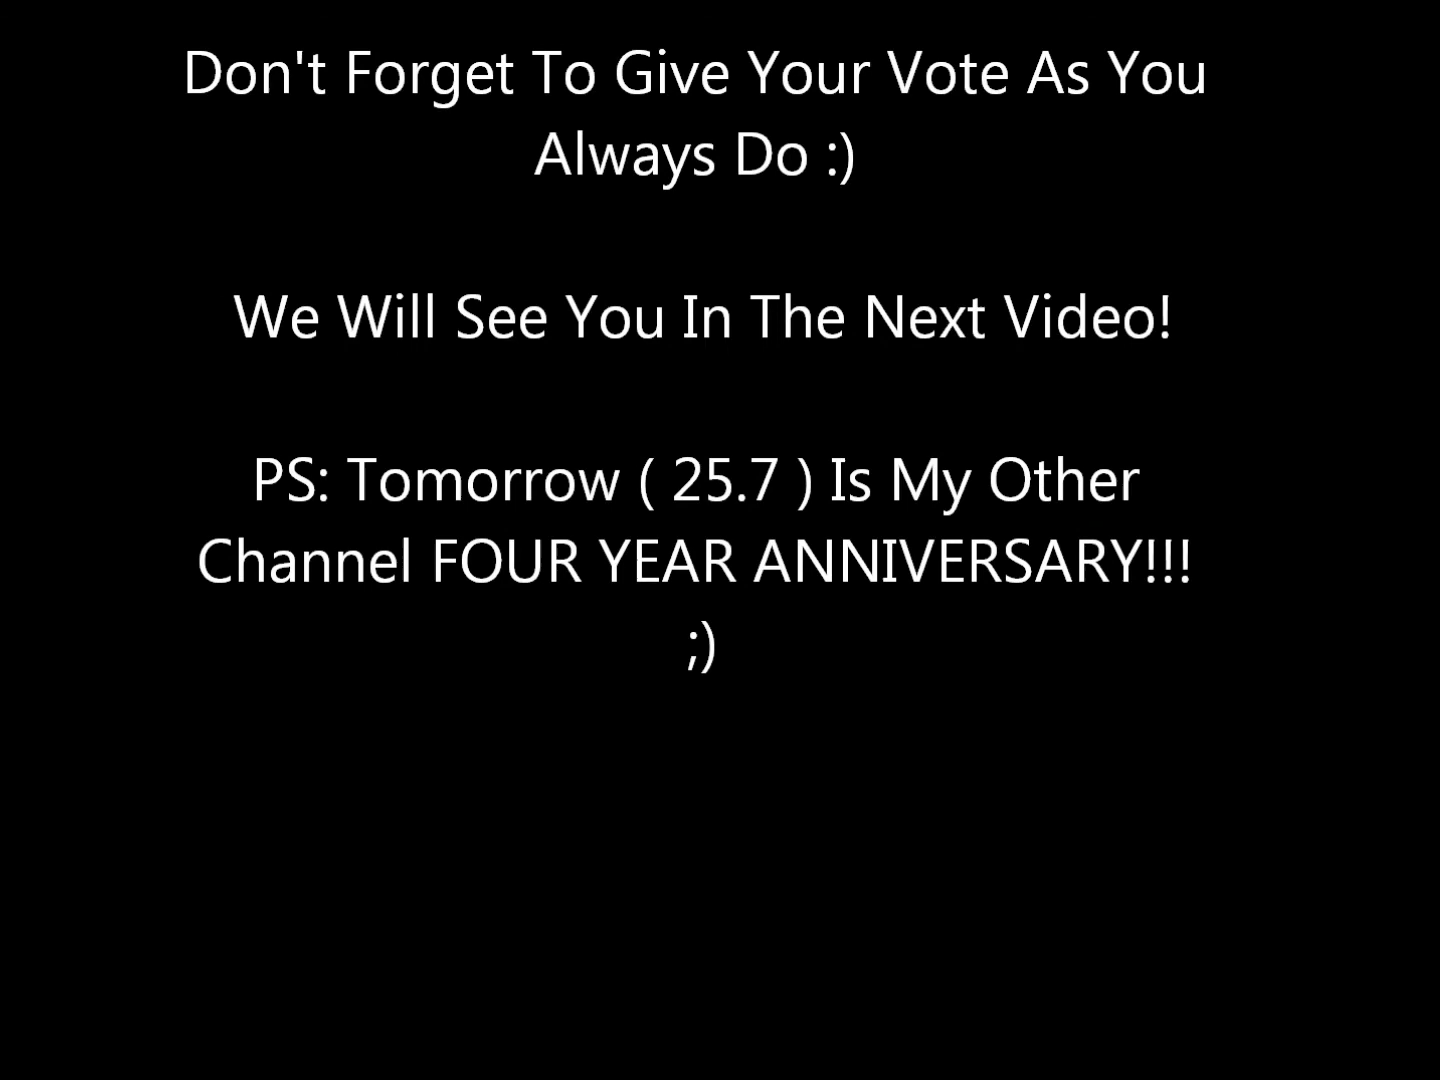 Don't Forget To Give Your Vote As You
Always Do :)
We Will See You In The Next Video!
PS: Tomorrow ( 25.7 ) Is My Other
Channel FOUR YEAR ANNIVERSARY!!!
;)